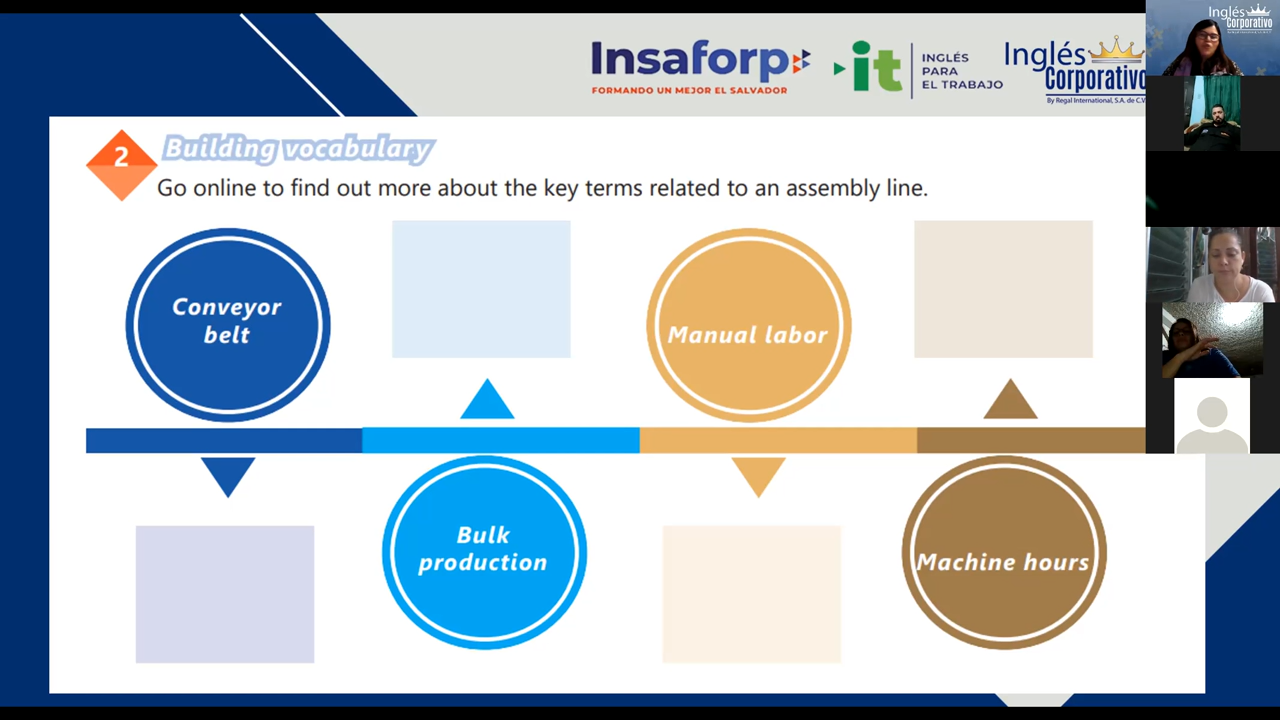 Insaforp
FORMANDO UN MEJOR EL SALVADOR
it
INGLÉS
PARA
EL TRABAJO
Inglés
Corporativo
By Regal International, S.A. de C.V.
Inglés
Corporativo
2
Building vocabulary
Go online to find out more about the key terms related to an assembly line.
Conveyor
belt
Manual labor
Bulk
production
Machine hours